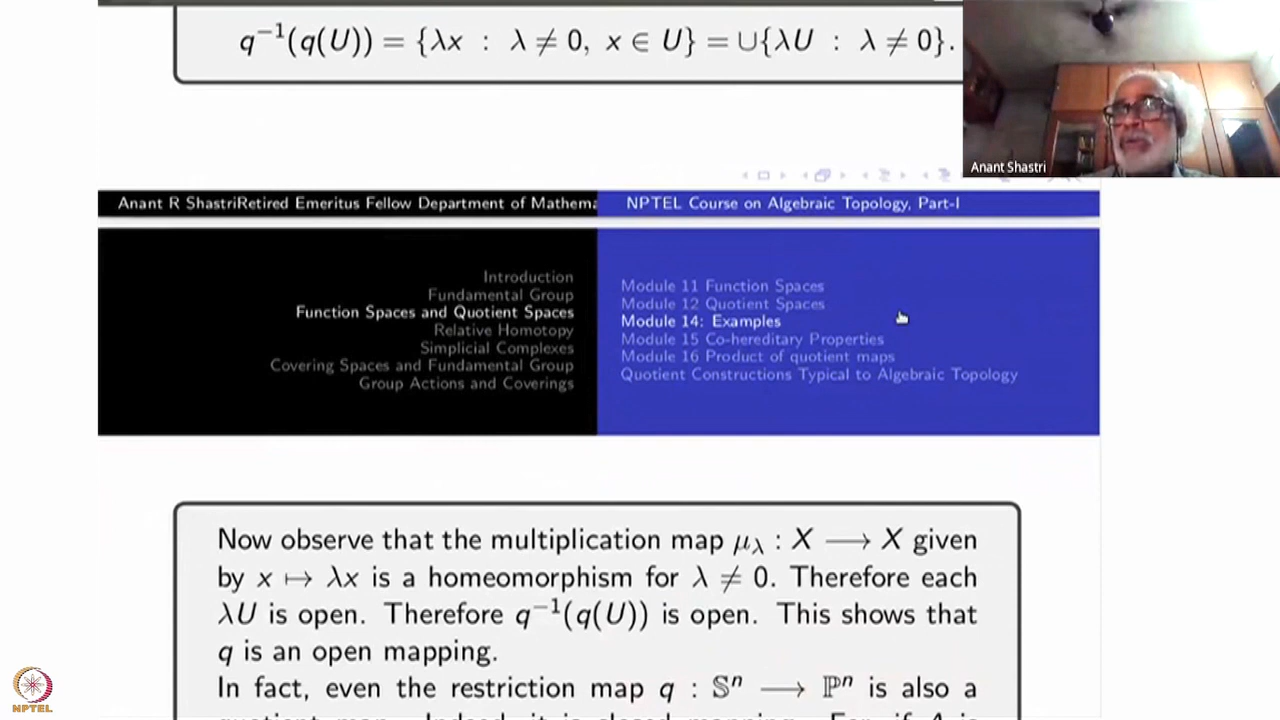 q⁻¹(q(U)) = {λx : λ ≠ 0, x ∈ U} = ∪{λU : λ ≠ 0}.
Anant Shastri
Anant R ShastriRetired Emeritus Fellow Department of Mathema
NPTEL Course on Algebraic Topology, Part-I
Introduction
Fundamental Group
Function Spaces and Quotient Spaces
Relative Homotopy
Simplicial Complexes
Covering Spaces and Fundamental Group
Group Actions and Coverings
Module 11 Function Spaces
Module 12 Quotient Spaces
Module 14: Examples
Module 15 Co-hereditary Properties
Module 16 Product of quotient maps
Quotient Constructions Typical to Algebraic Topology
Now observe that the multiplication map μ_λ : X ⟶ X given
by x ↦ λx is a homeomorphism for λ ≠ 0. Therefore each
λU is open. Therefore q⁻¹(q(U)) is open. This shows that
q is an open mapping.
In fact, even the restriction map q : 𝕊ⁿ ⟶ ℙⁿ is also a
NPTEL